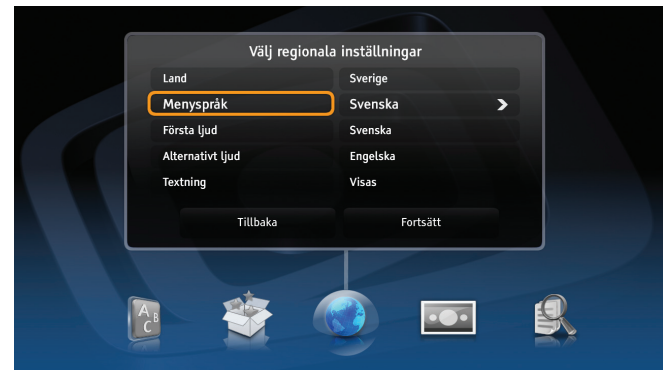 Välj regionala inställningar
Land Sverige
Menyspråk Svenska
Första ljud Svenska
Alternativt ljud Engelska
Textning Visas
Tillbaka Fortsätt
A B
C